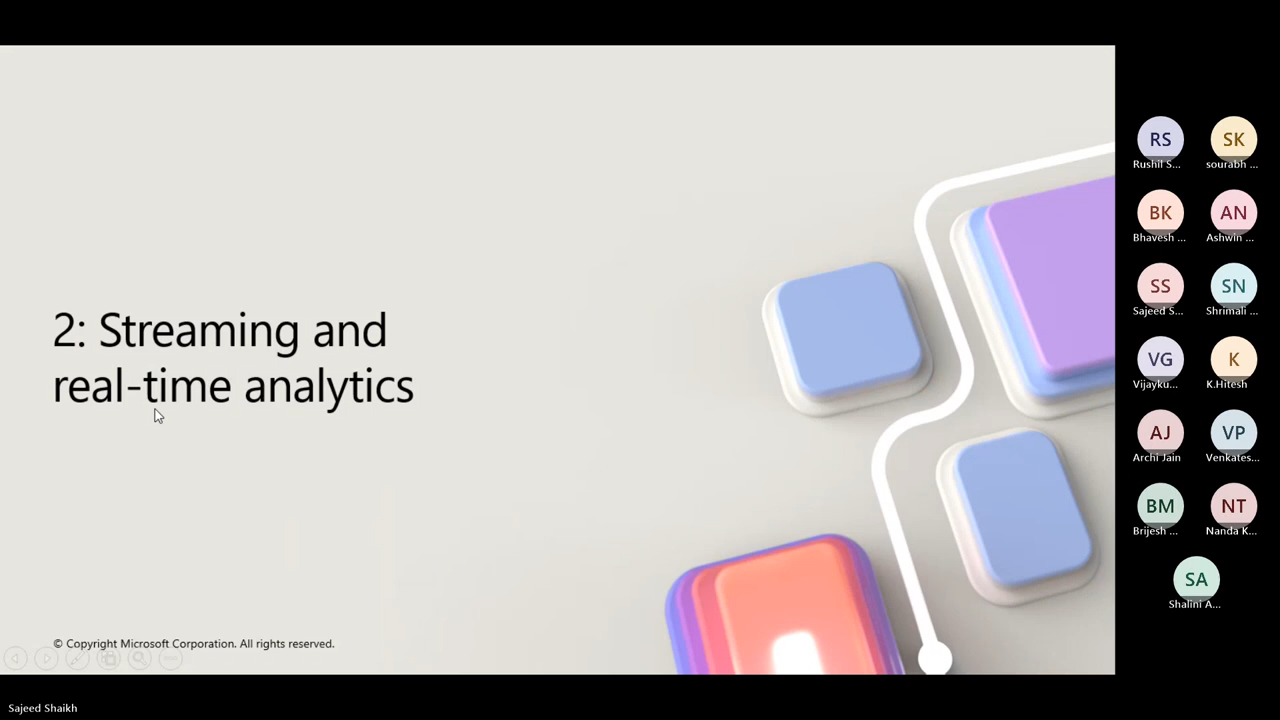 2: Streaming and
real-time analytics
© Copyright Microsoft Corporation. All rights reserved.
RS
Rushil S...
SK
sourabh ...
BK
Bhavesh ...
AN
Ashwin ...
SS
Sajeed S...
SN
Shrimali ...
VG
Vijayku...
K
K.Hitesh
AJ
Archi Jain
VP
Venkates...
BM
Brijesh ...
NT
Nanda K...
SA
Shalini A...
Sajeed Shaikh